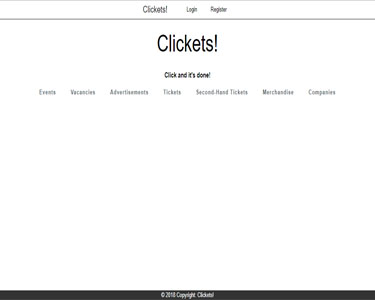 Clickets! Login Register
Clickets!
Click and it's done!
Events Vacancies Advertisements Tickets Second-Hand Tickets Merchandise Companies
© 2018 Copyright: Clickets!